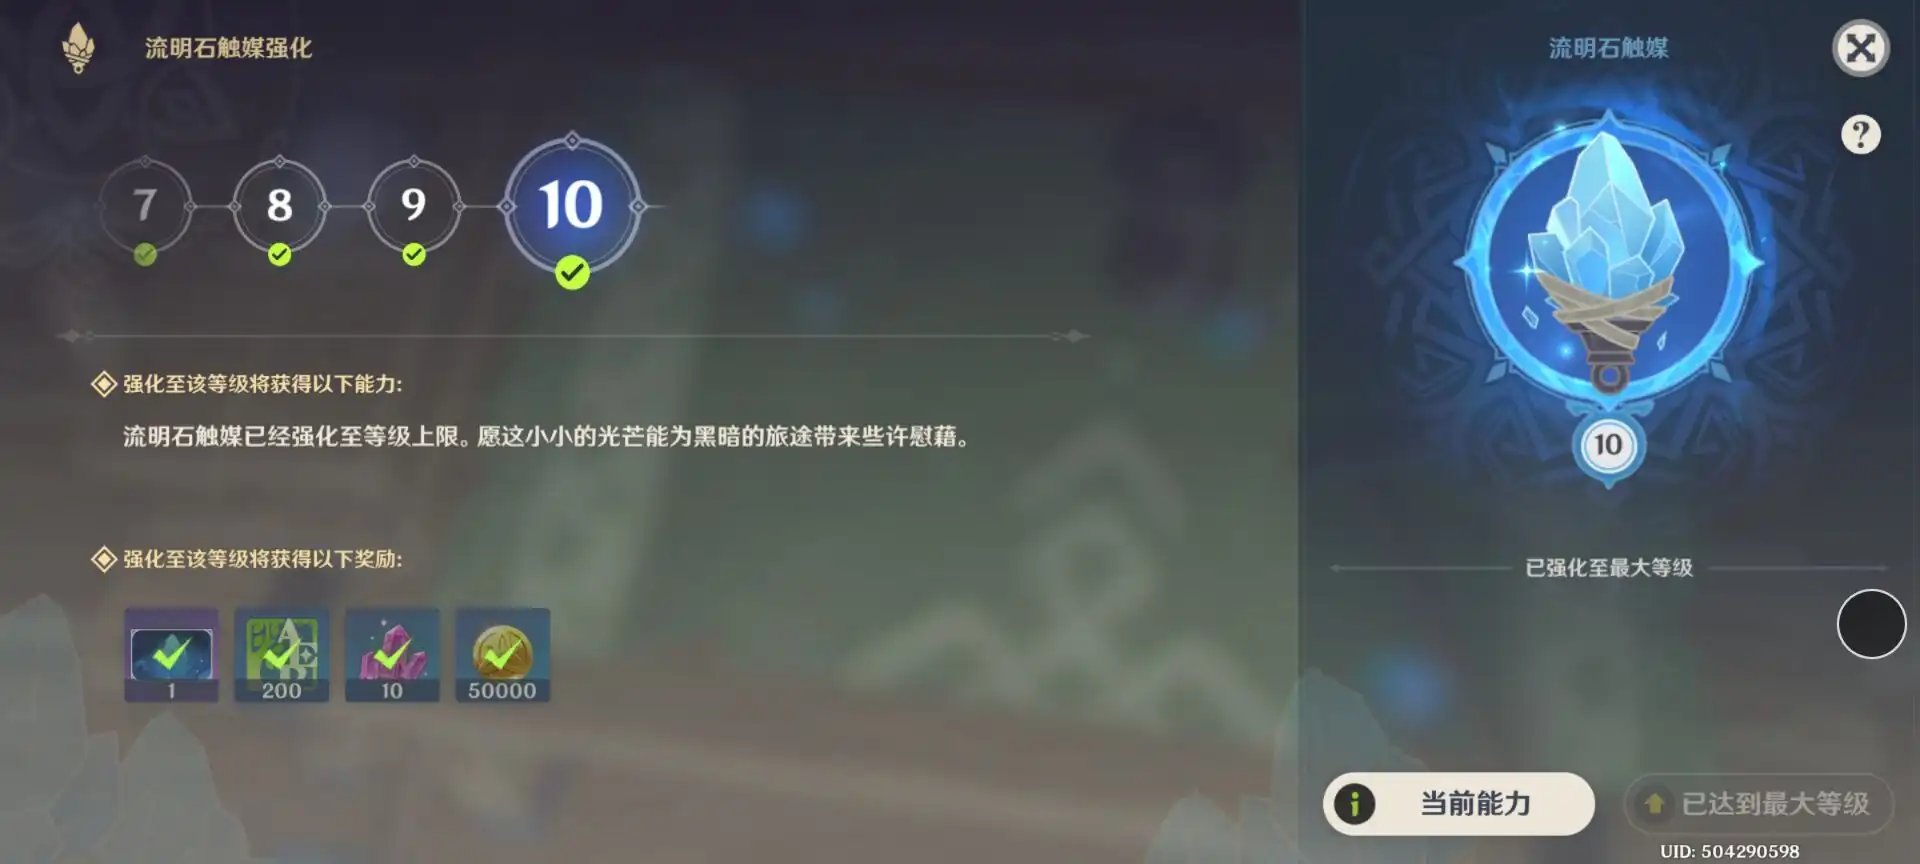 流明石触媒强化
流明石触媒
7
8
9
10
强化至该等级将获得以下能力:
流明石触媒已经强化至等级上限。愿这小小的光芒能为黑暗的旅途带来些许慰藉。
10
强化至该等级将获得以下奖励:
已强化至最大等级
1
200
10
50000
当前能力
已达到最大等级
UID: 504290598